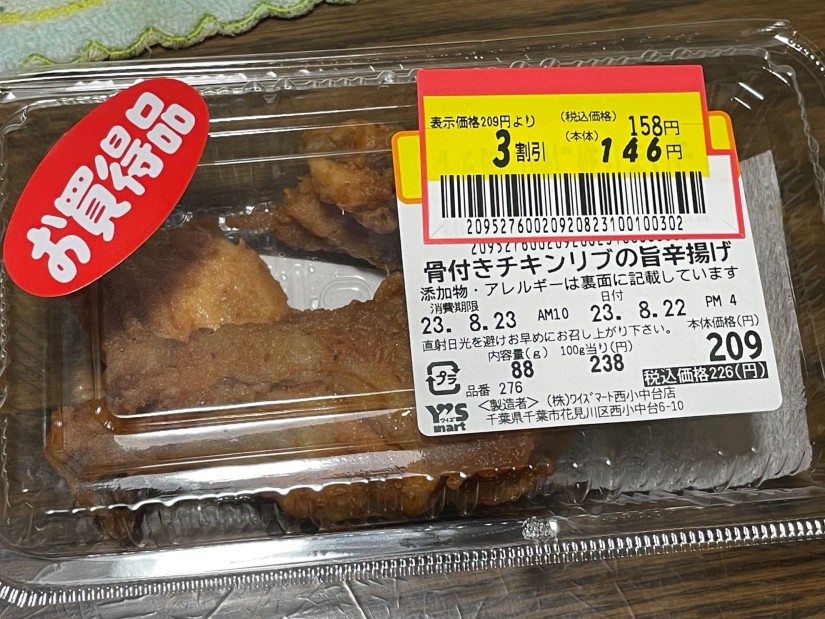 お買得品
表示価格209円より
3割引
(税込価格) 158円
(本体) 146円
20952760020920823100100302
骨付きチキンリブの旨辛揚げ
添加物・アレルギーは裏面に記載しています
消費期限 日付
23. 8.23 AM10 23. 8.22 PM 4
直射日光を避けお早めにお召し上がり下さい。
本体価格(円)
209
内容量(g) 100g当り(円)
88 238
税込価格226(円)
プラ
品番 276
Y's mart
ワイズ
<製造者> (株)ワイズマート西小中台店
千葉県千葉市花見川区西小中台6-10